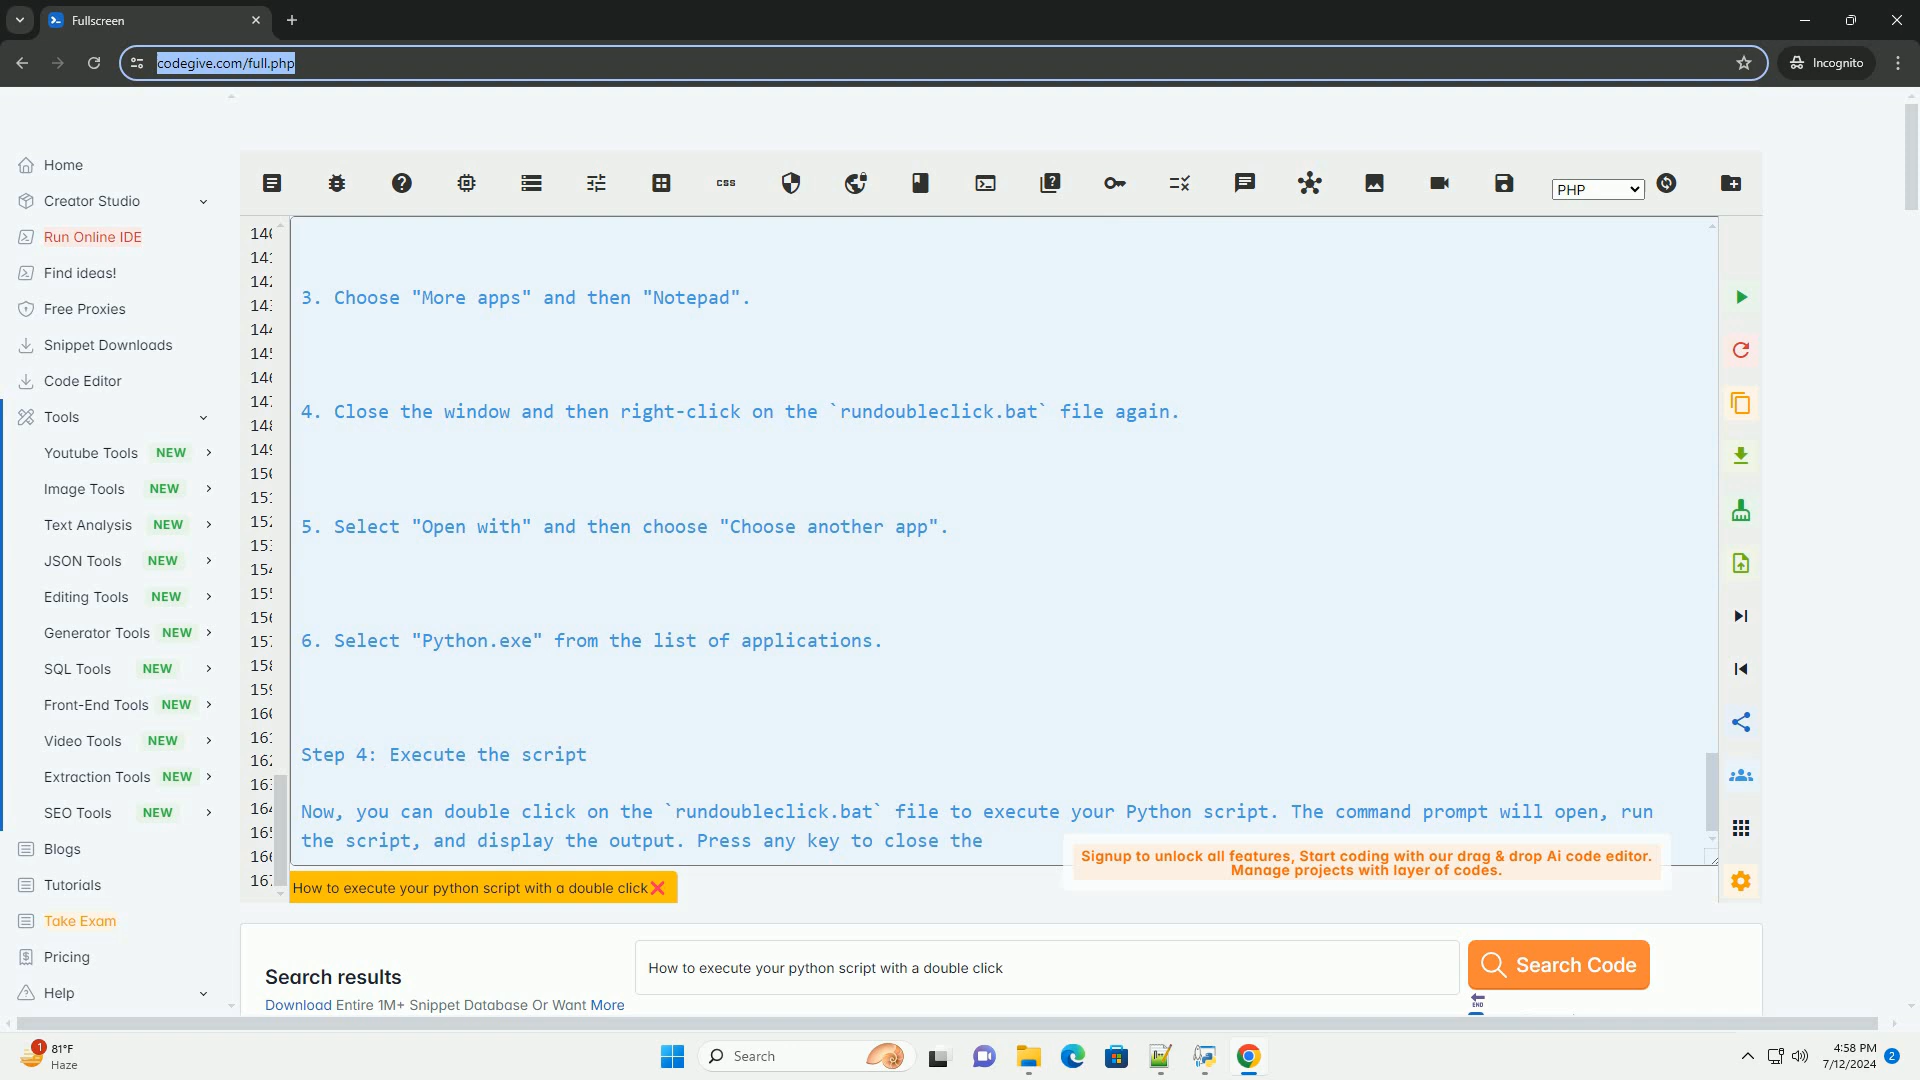 Fullscreen
codegive.com/full.php
Incognito
Home
Creator Studio
Run Online IDE
Find ideas!
Free Proxies
Snippet Downloads
Code Editor
Tools
Youtube Tools NEW
Image Tools NEW
Text Analysis NEW
JSON Tools NEW
Editing Tools NEW
Generator Tools NEW
SQL Tools NEW
Front-End Tools NEW
Video Tools NEW
Extraction Tools NEW
SEO Tools NEW
Blogs
Tutorials
Take Exam
Pricing
Help
CSS
PHP
3. Choose "More apps" and then "Notepad".
4. Close the window and then right-click on the `rundoubleclick.bat` file again.
5. Select "Open with" and then choose "Choose another app".
6. Select "Python.exe" from the list of applications.
Step 4: Execute the script
Now, you can double click on the `rundoubleclick.bat` file to execute your Python script. The command prompt will open, run
the script, and display the output. Press any key to close the
Signup to unlock all features, Start coding with our drag & drop Ai code editor.
Manage projects with layer of codes.
How to execute your python script with a double click
Search results
Download Entire 1M+ Snippet Database Or Want More
How to execute your python script with a double click
Search Code
END
1
81°F
Haze
Search
4:58 PM
7/12/2024
2